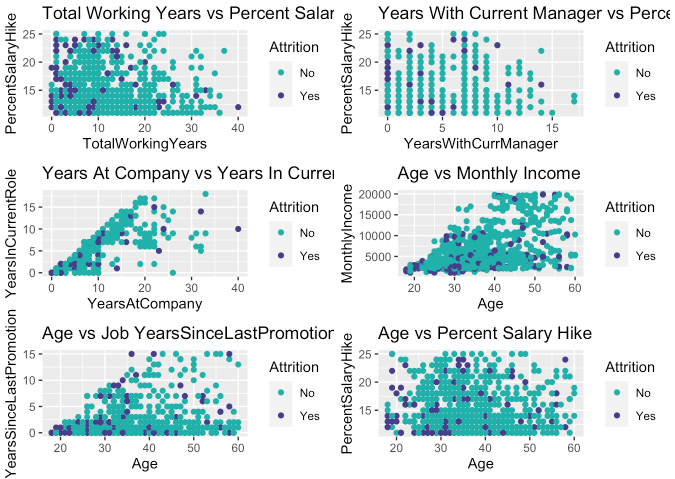 Total Working Years vs Percent Salar
PercentSalaryHike
25
20
15
0
10
20
30
40
TotalWorkingYears
Attrition
No
Yes
Years With Current Manager vs Perce
PercentSalaryHike
25
20
15
0
5
10
15
YearsWithCurrManager
Attrition
No
Yes
Years At Company vs Years In Curren
YearsInCurrentRole
15
10
5
0
0
10
20
30
40
YearsAtCompany
Attrition
No
Yes
Age vs Monthly Income
MonthlyIncome
20000
15000
10000
5000
20
30
40
50
60
Age
Attrition
No
Yes
Age vs Job YearsSinceLastPromotion
YearsSinceLastPromotion
15
10
5
0
20
30
40
50
60
Age
Attrition
No
Yes
Age vs Percent Salary Hike
PercentSalaryHike
25
20
15
20
30
40
50
60
Age
Attrition
No
Yes